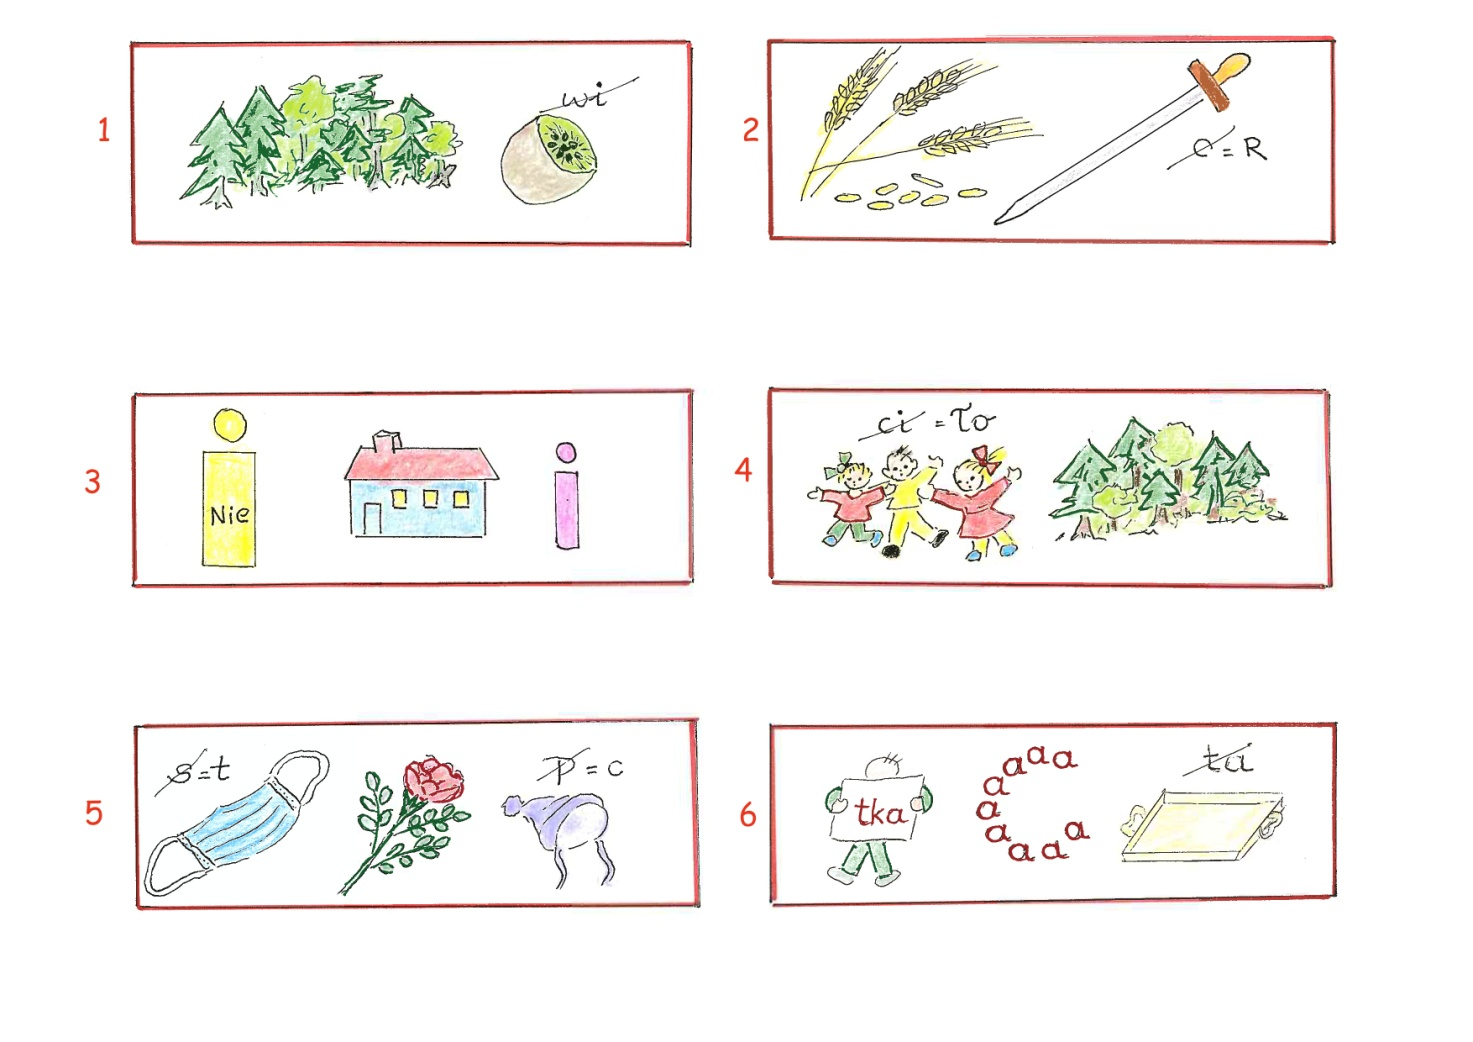 1
wi
2
e = R
3
Nie
4
ci = To
5
s = t
p = c
6
tka
a a a a a a a a a a
ta